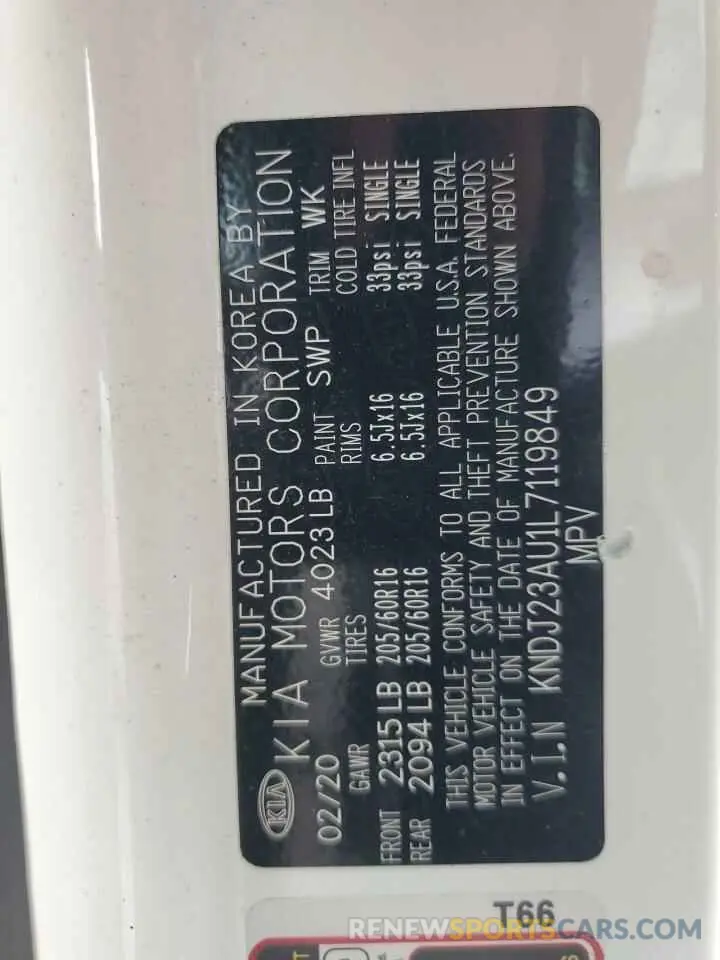 MANUFACTURED IN KOREA BY
KIA KIA MOTORS CORPORATION
02/20 GVWR 4023 LB PAINT SWP TRIM WK
GAWR TIRES RIMS COLD TIRE INFL
FRONT 2315 LB 205/60R16 6.5Jx16 33psi SINGLE
REAR 2094 LB 205/60R16 6.5Jx16 33psi SINGLE
THIS VEHICLE CONFORMS TO ALL APPLICABLE U.S.A. FEDERAL
MOTOR VEHICLE SAFETY AND THEFT PREVENTION STANDARDS
IN EFFECT ON THE DATE OF MANUFACTURE SHOWN ABOVE.
V.I.N KNDJ23AU1L7119849
MPV
T66
RENEWSPORTSCARS.COM